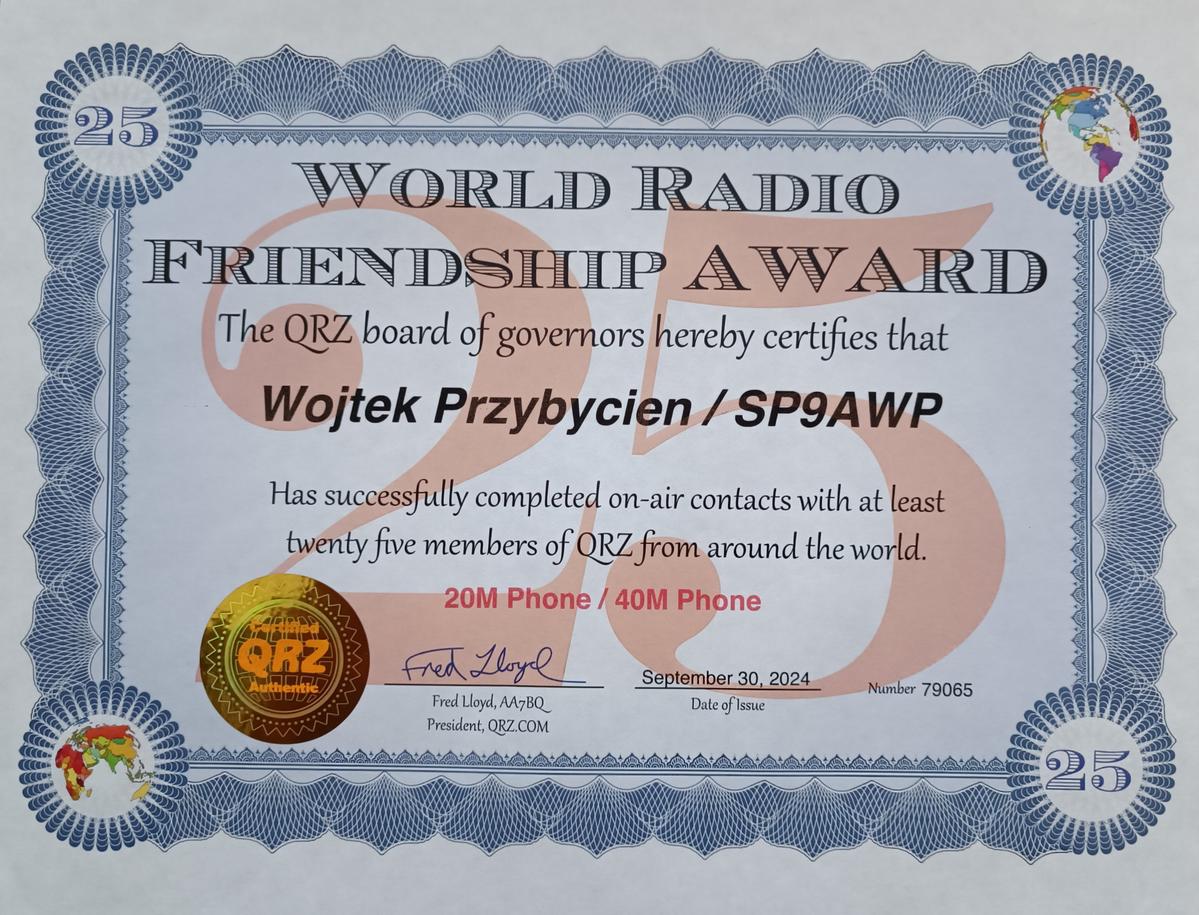 25
WORLD RADIO
FRIENDSHIP AWARD
The QRZ board of governors hereby certifies that
Wojtek Przybycien / SP9AWP
Has successfully completed on-air contacts with at least
twenty five members of QRZ from around the world.
20M Phone / 40M Phone
Certified
QRZ
Authentic
Fred Lloyd
Fred Lloyd, AA7BQ
President, QRZ.COM
September 30, 2024
Date of Issue
Number 79065
25
25